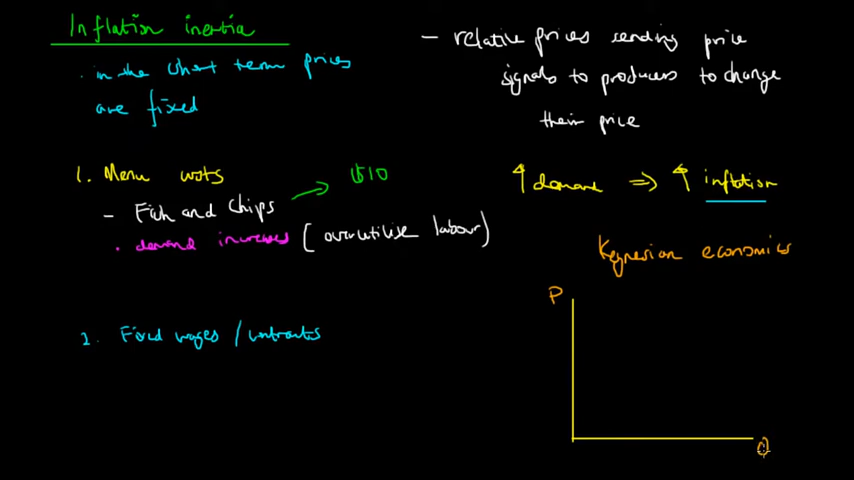 Inflation inertia
· in the short term prices
are fixed
1. Menu costs
- Fish and chips → $10
· demand increases (overutilise labour)
2. Fixed wages / contracts
- relative prices sending price
signals to producers to change
their price
↑ demand ⇒ ↑ inflation
Keynesian economics
P
Q